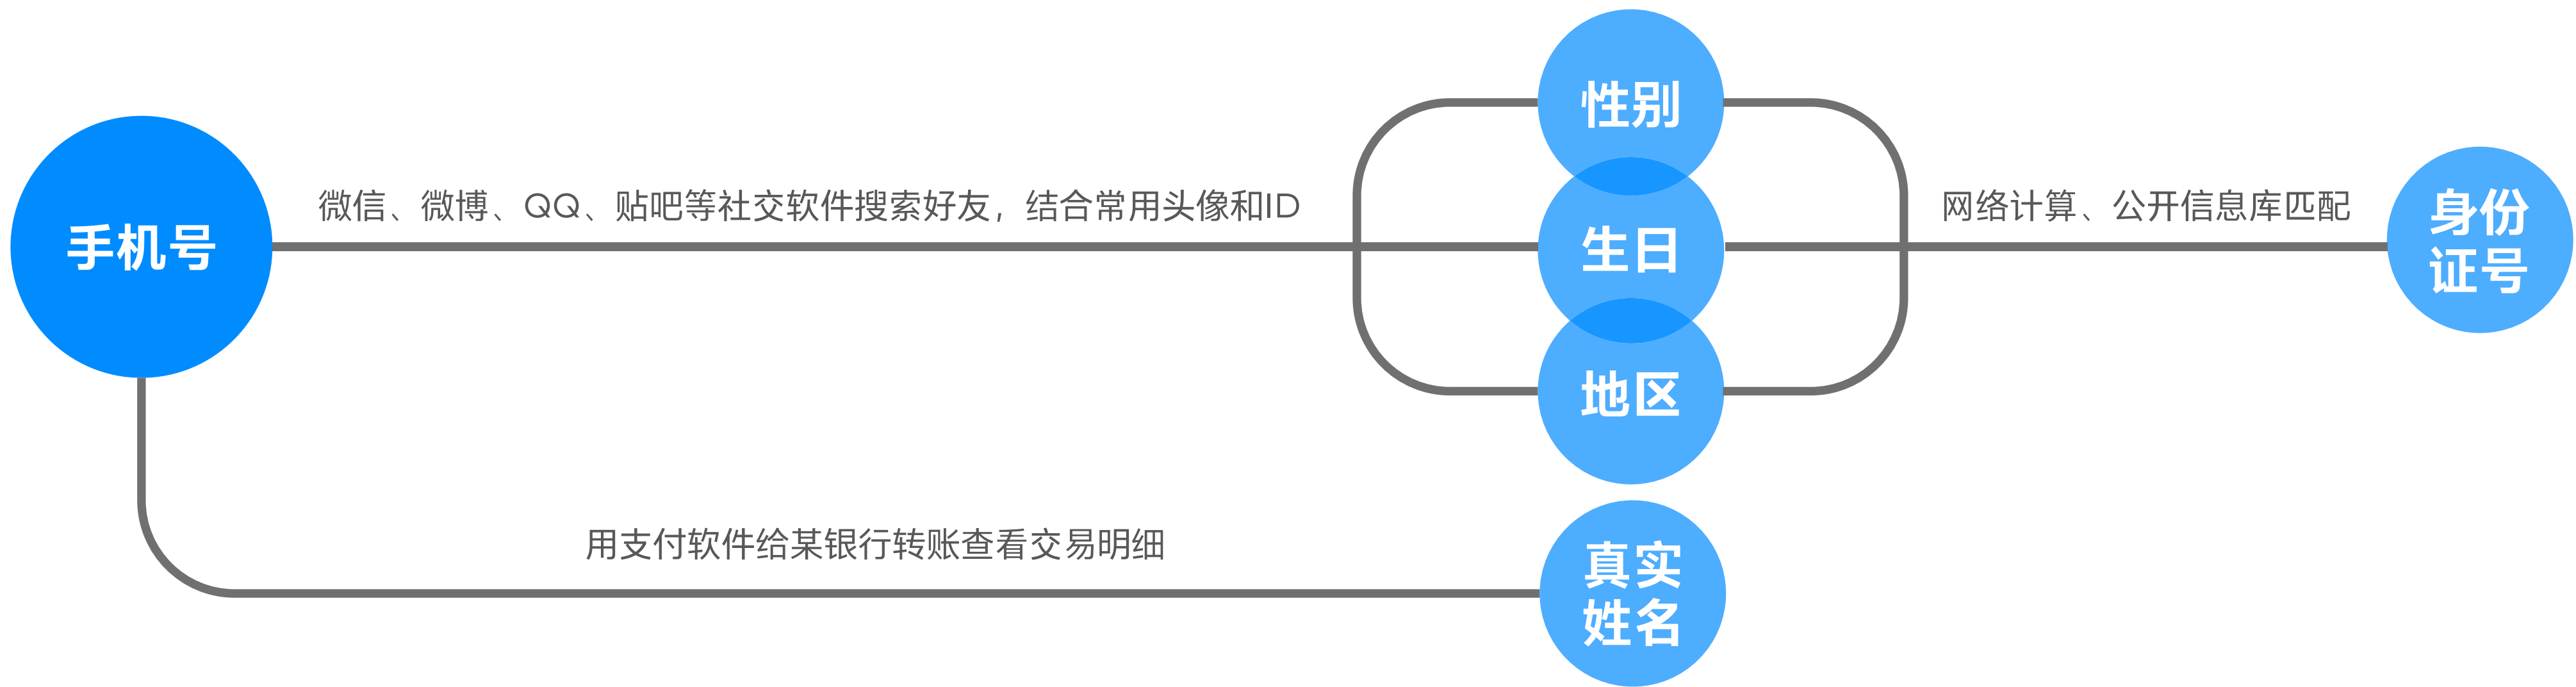 手机号
微信、微博、QQ、贴吧等社交软件搜索好友，结合常用头像和ID
性别
生日
地区
网络计算、公开信息库匹配
身份
证号
用支付软件给某银行转账查看交易明细
真实
姓名